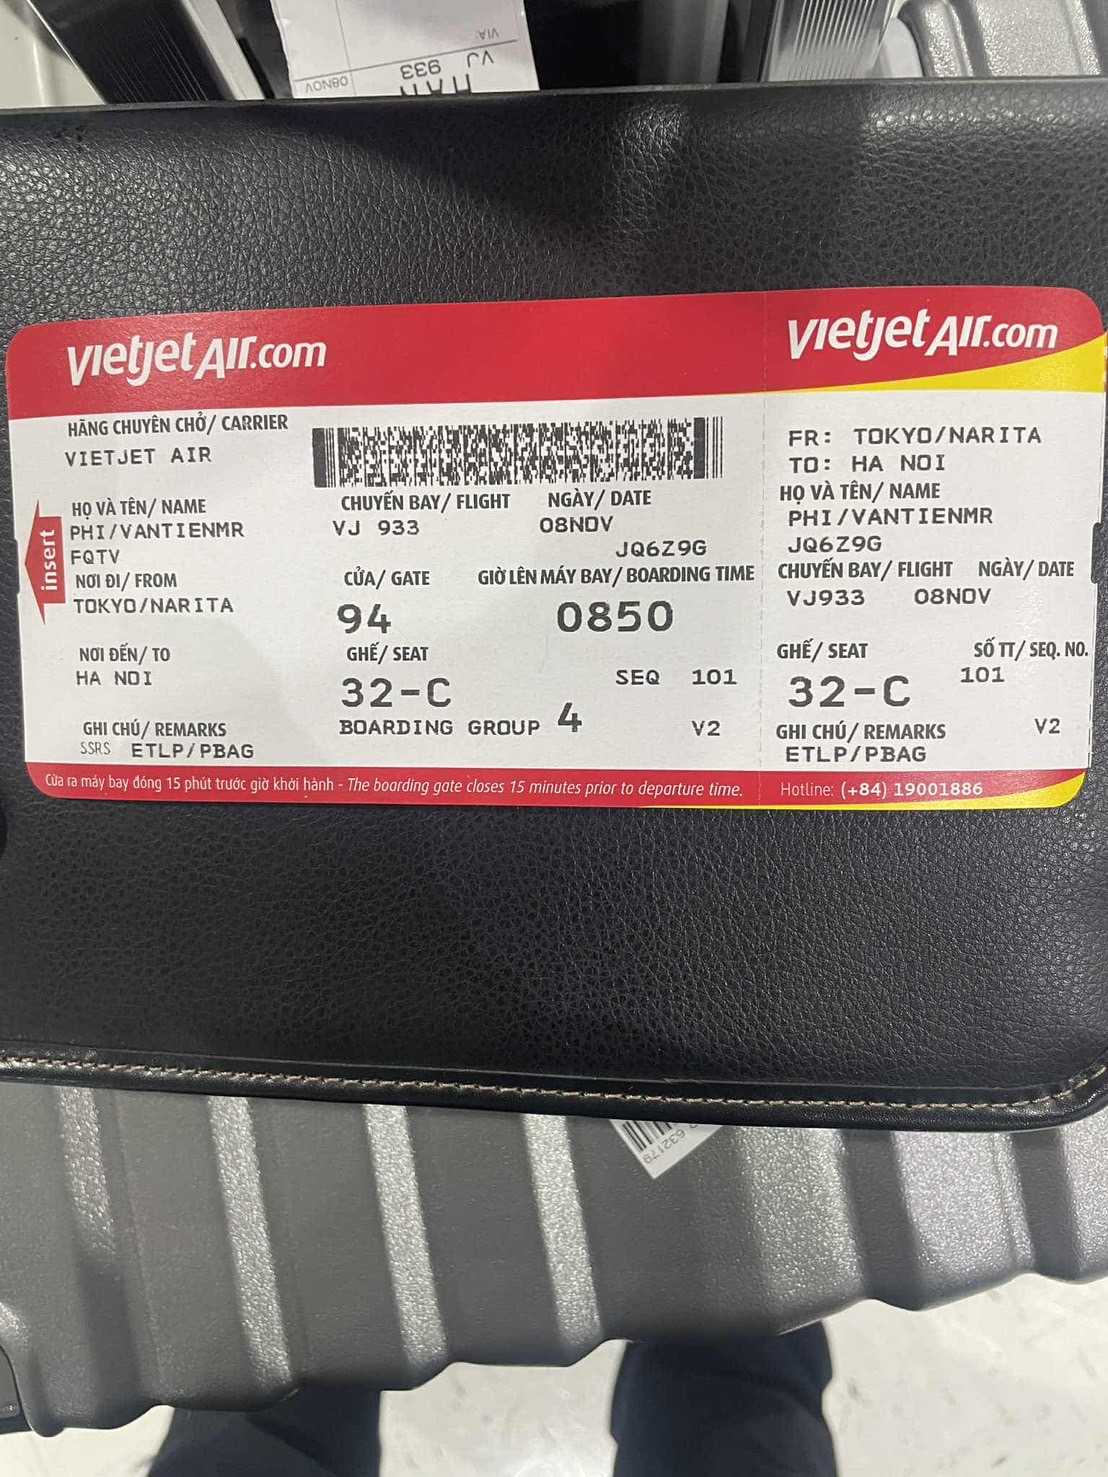 VIA:
VJ 933
08NOV
vietjetAir.com
HÃNG CHUYÊN CHỞ/ CARRIER
VIETJET AIR
HỌ VÀ TÊN/ NAME
PHI/VANTIENMR
FQTV
NƠI ĐI/ FROM
TOKYO/NARITA
NƠI ĐẾN/ TO
HA NOI
GHI CHÚ/ REMARKS
SSRS ETLP/PBAG
insert
CHUYẾN BAY/ FLIGHT NGÀY/ DATE
VJ 933 08NOV
JQ6Z9G
CỬA/ GATE GIỜ LÊN MÁY BAY/ BOARDING TIME
94 0850
GHẾ/ SEAT
32-C SEQ 101
BOARDING GROUP 4 V2
Cửa ra máy bay đóng 15 phút trước giờ khởi hành - The boarding gate closes 15 minutes prior to departure time.
vietjetAir.com
FR: TOKYO/NARITA
TO: HA NOI
HỌ VÀ TÊN/ NAME
PHI/VANTIENMR
JQ6Z9G
CHUYẾN BAY/ FLIGHT NGÀY/ DATE
VJ933 08NOV
GHẾ/ SEAT SỐ TT/ SEQ. NO.
32-C 101
GHI CHÚ/ REMARKS V2
ETLP/PBAG
Hotline: (+84) 19001886
632179